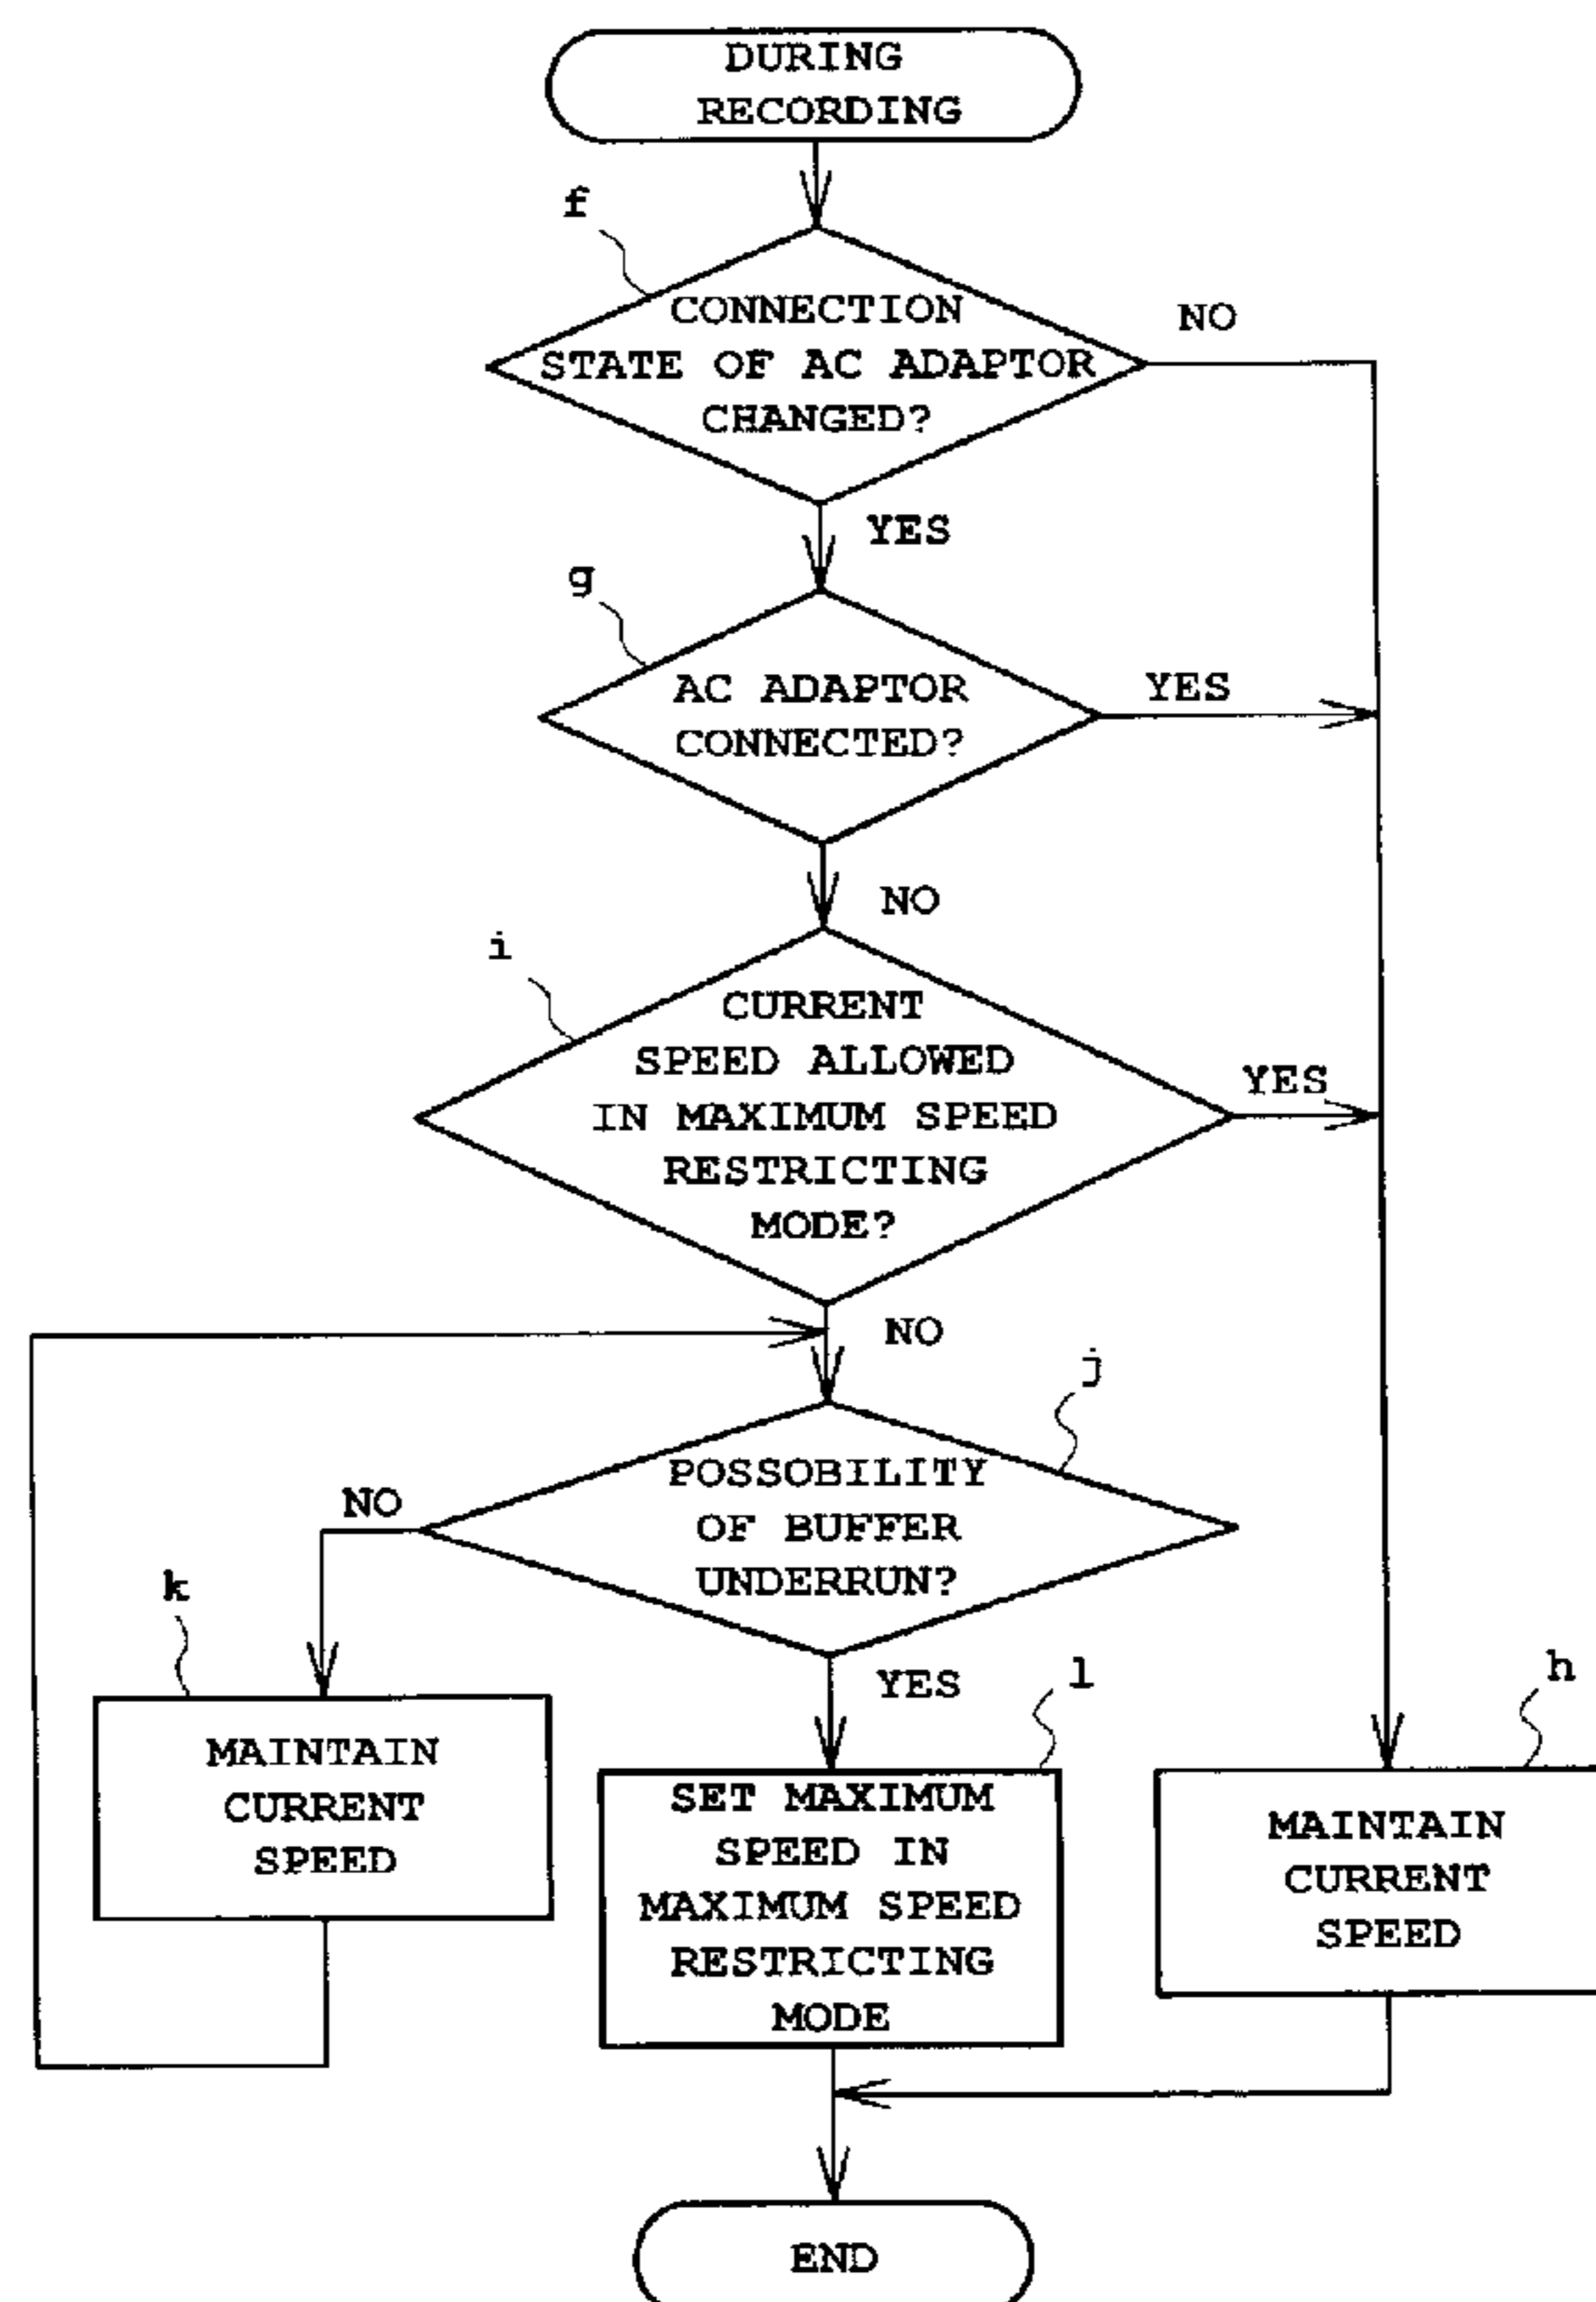 DURING
RECORDING
f
CONNECTION
STATE OF AC ADAPTOR
CHANGED?
NO
YES
g
AC ADAPTOR
CONNECTED?
YES
NO
i
CURRENT
SPEED ALLOWED
IN MAXIMUM SPEED
RESTRICTING
MODE?
YES
NO
j
POSSOBILITY
OF BUFFER
UNDERRUN?
NO
YES
k
MAINTAIN
CURRENT
SPEED
l
SET MAXIMUM
SPEED IN
MAXIMUM SPEED
RESTRICTING
MODE
h
MAINTAIN
CURRENT
SPEED
END